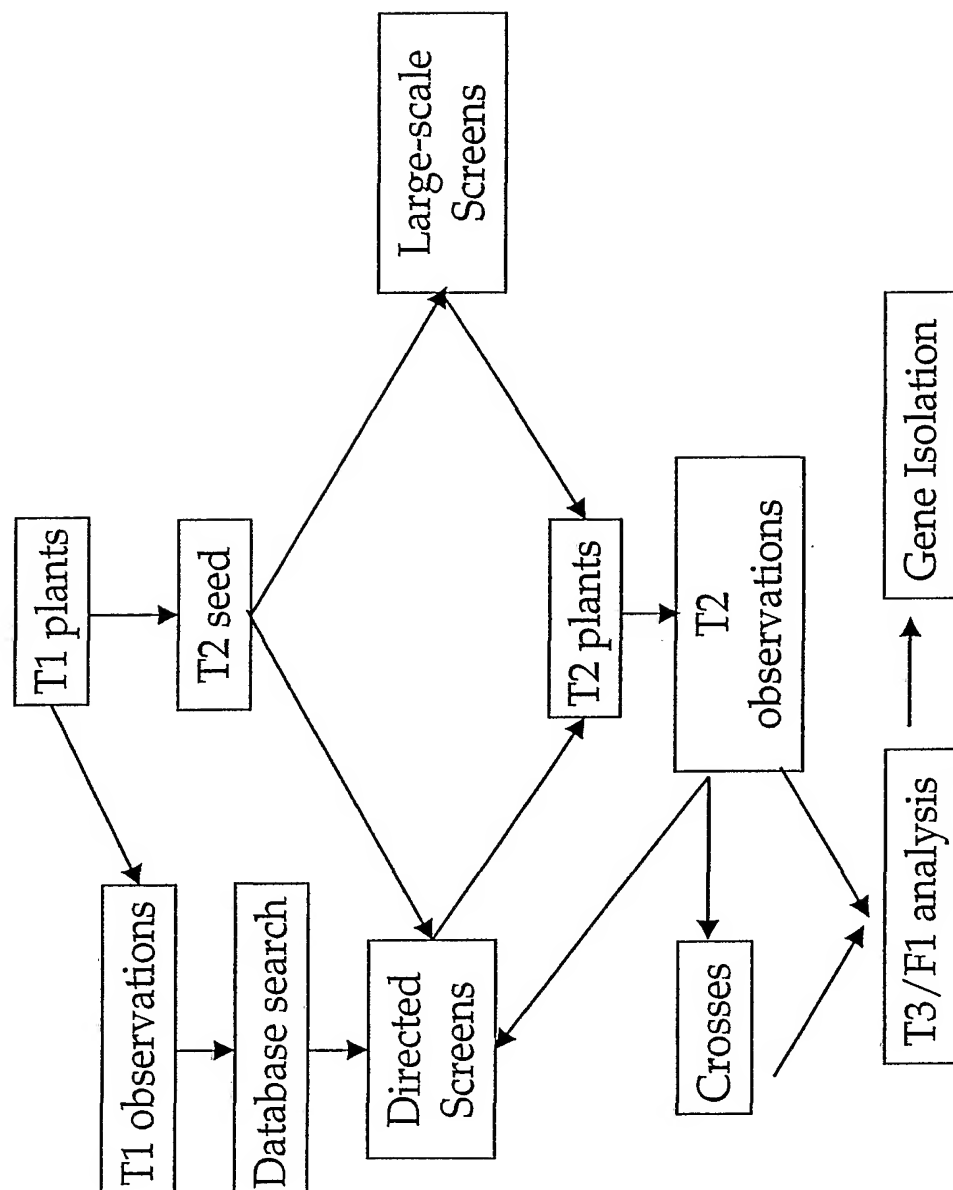 T1 plants
T1 observations
T2 seed
Database search
Directed
Screens
Large-scale
Screens
T2 plants
T2
observations
Crosses
T3/F1 analysis
Gene Isolation